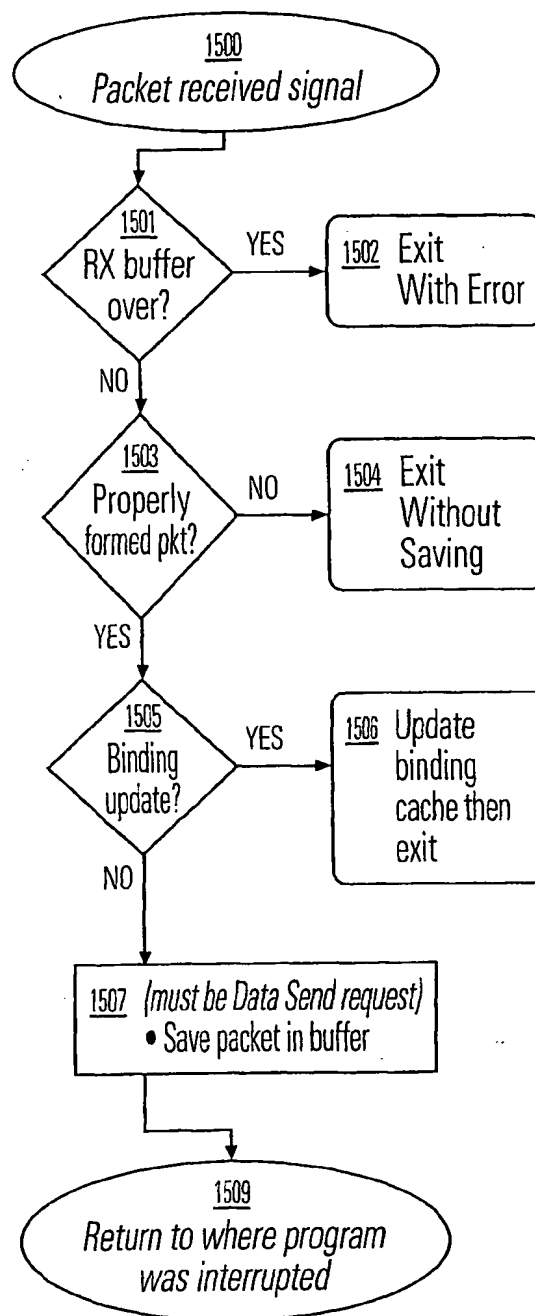 1500
Packet received signal
1501
RX buffer
over?
YES
1502 Exit
With Error
NO
1503
Properly
formed pkt?
NO
1504 Exit
Without
Saving
YES
1505
Binding
update?
YES
1506 Update
binding
cache then
exit
NO
1507 (must be Data Send request)
• Save packet in buffer
1509
Return to where program
was interrupted